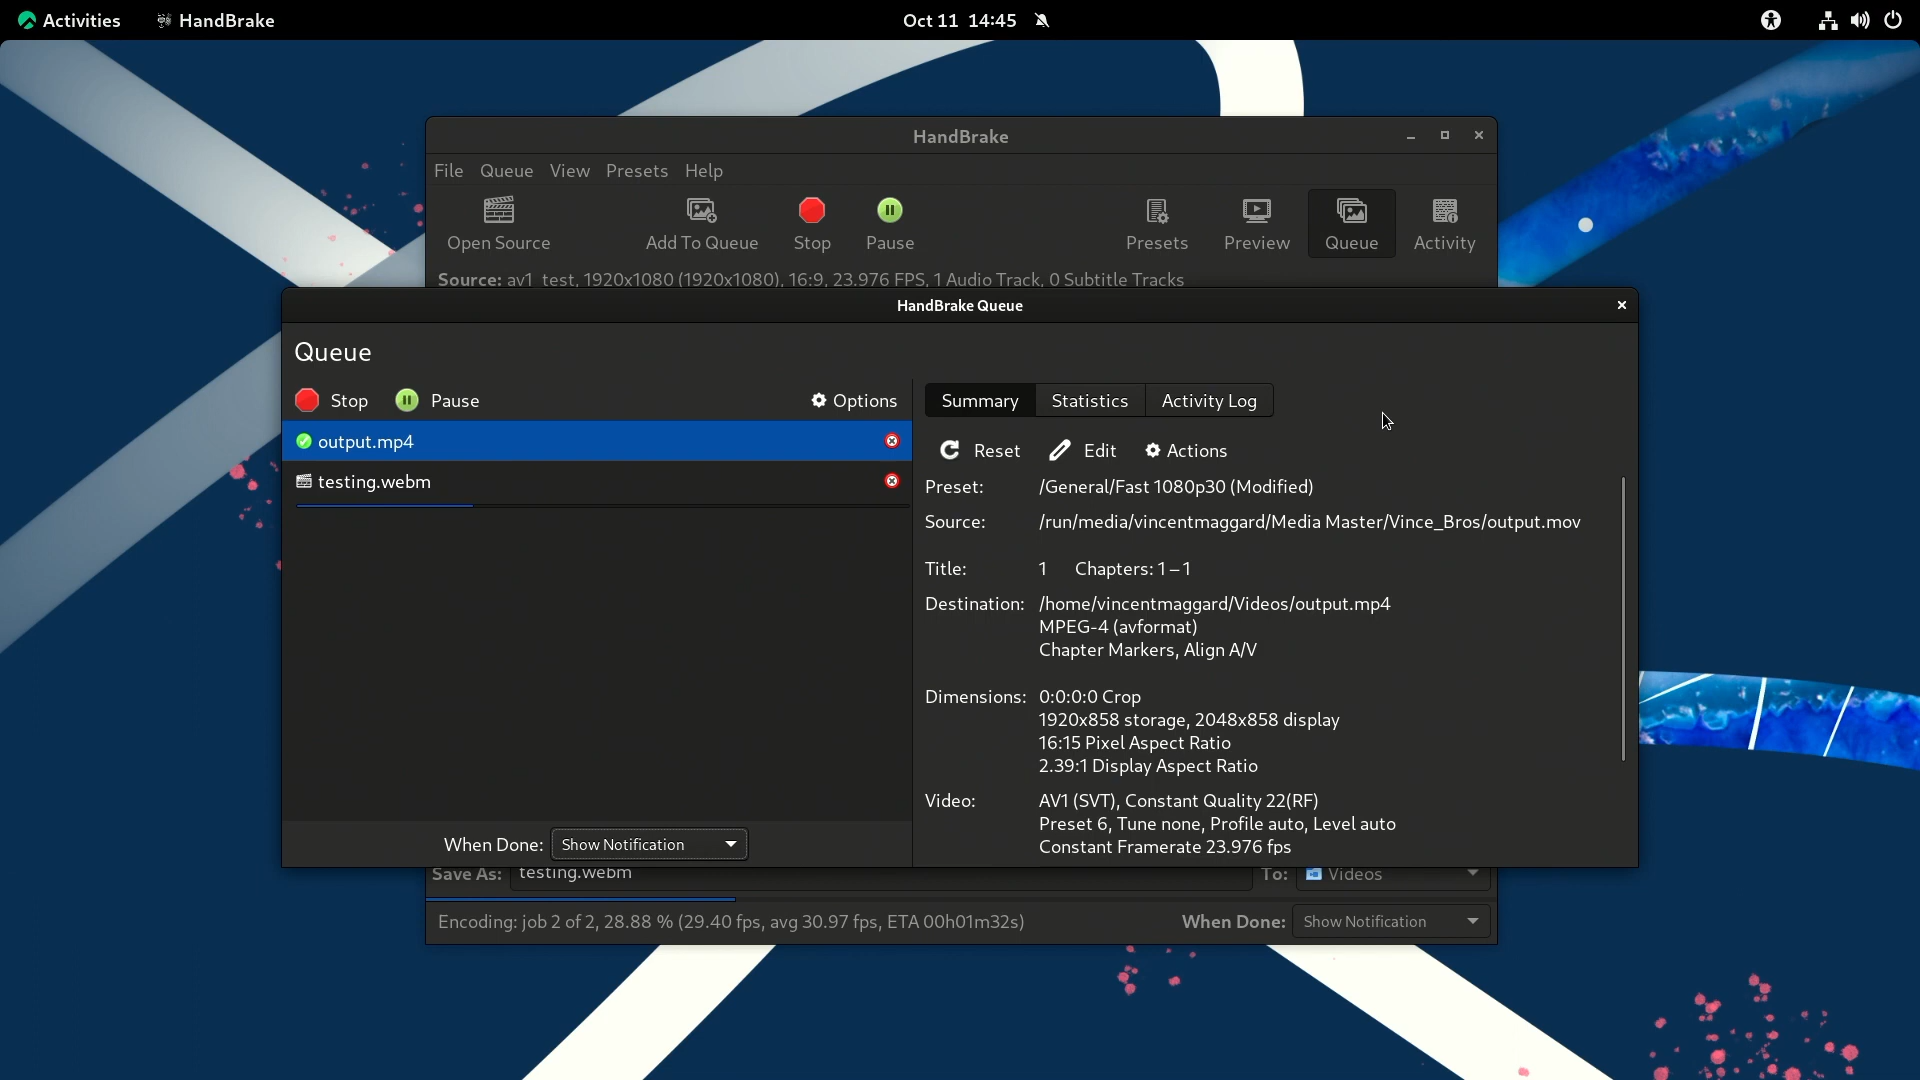 Activities HandBrake Oct 11 14:45
HandBrake
File Queue View Presets Help
Open Source Add To Queue Stop Pause Presets Preview Queue Activity
Source: av1_test, 1920x1080 (1920x1080), 16:9, 23.976 FPS, 1 Audio Track, 0 Subtitle Tracks
HandBrake Queue
Queue
Stop Pause Options
output.mp4
testing.webm
When Done: Show Notification
Summary Statistics Activity Log
Reset Edit Actions
Preset: /General/Fast 1080p30 (Modified)
Source: /run/media/vincentmaggard/Media Master/Vince_Bros/output.mov
Title: 1 Chapters: 1 – 1
Destination: /home/vincentmaggard/Videos/output.mp4
MPEG-4 (avformat)
Chapter Markers, Align A/V
Dimensions: 0:0:0:0 Crop
1920x858 storage, 2048x858 display
16:15 Pixel Aspect Ratio
2.39:1 Display Aspect Ratio
Video: AV1 (SVT), Constant Quality 22(RF)
Preset 6, Tune none, Profile auto, Level auto
Constant Framerate 23.976 fps
Save As: testing.webm To: Videos
Encoding: job 2 of 2, 28.88 % (29.40 fps, avg 30.97 fps, ETA 00h01m32s) When Done: Show Notification